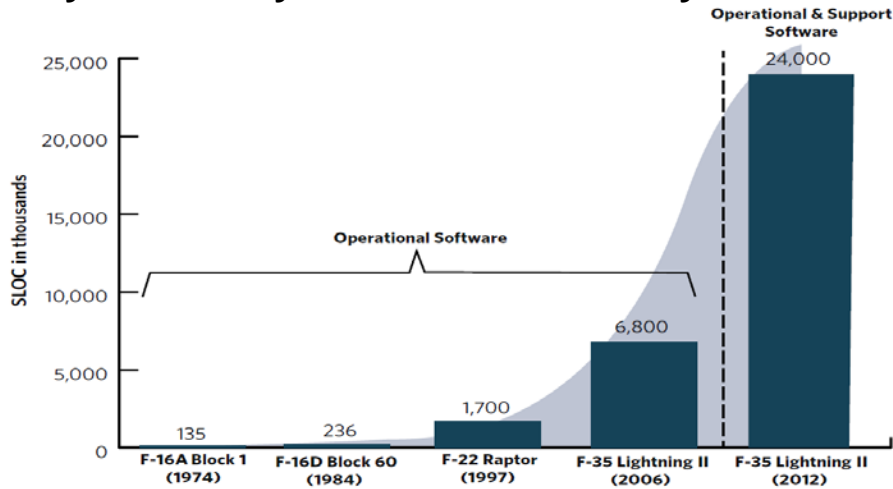 Operational & Support
Software
25,000
20,000
15,000
10,000
5,000
0
SLOC in thousands
Operational Software
135
236
1,700
6,800
24,000
F-16A Block 1
(1974)
F-16D Block 60
(1984)
F-22 Raptor
(1997)
F-35 Lightning II
(2006)
F-35 Lightning II
(2012)